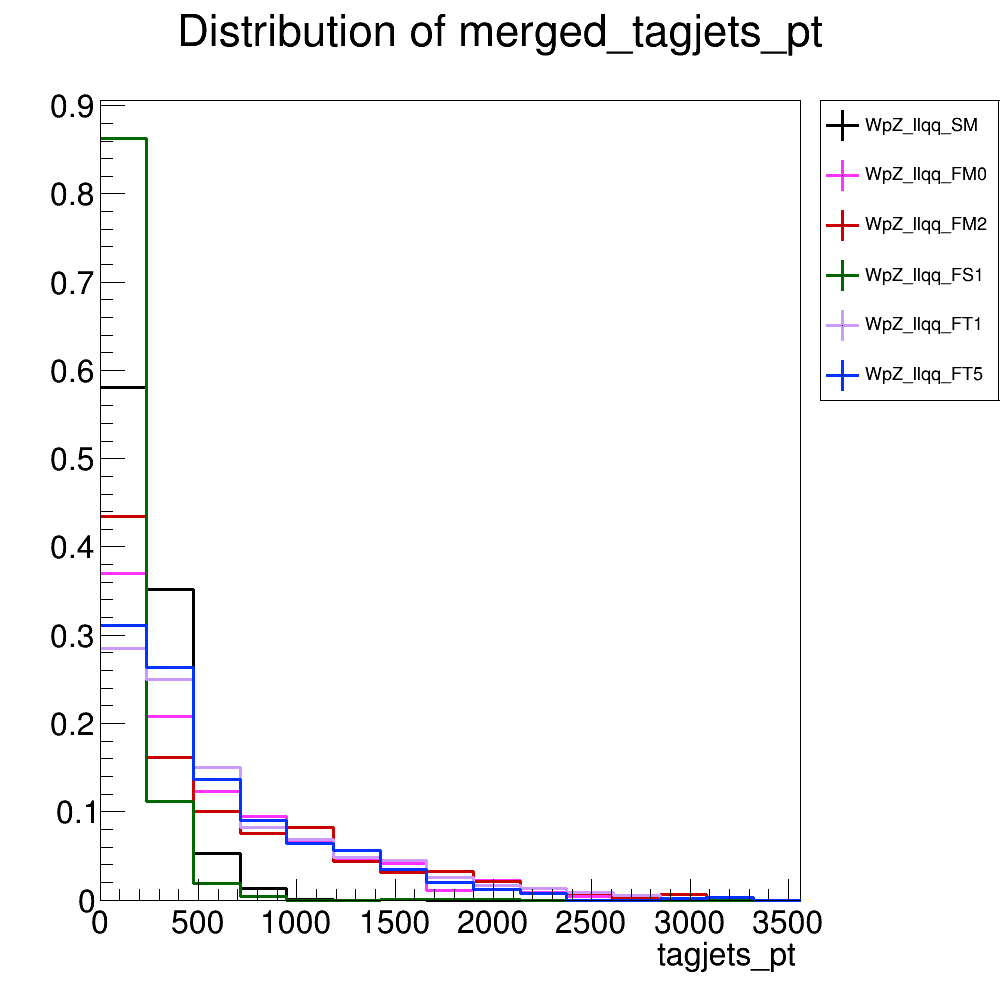 Distribution of merged_tagjets_pt
0.9
0.8
0.7
0.6
0.5
0.4
0.3
0.2
0.1
0
0 500 1000 1500 2000 2500 3000 3500
tagjets_pt
WpZ_llqq_SM
WpZ_llqq_FM0
WpZ_llqq_FM2
WpZ_llqq_FS1
WpZ_llqq_FT1
WpZ_llqq_FT5